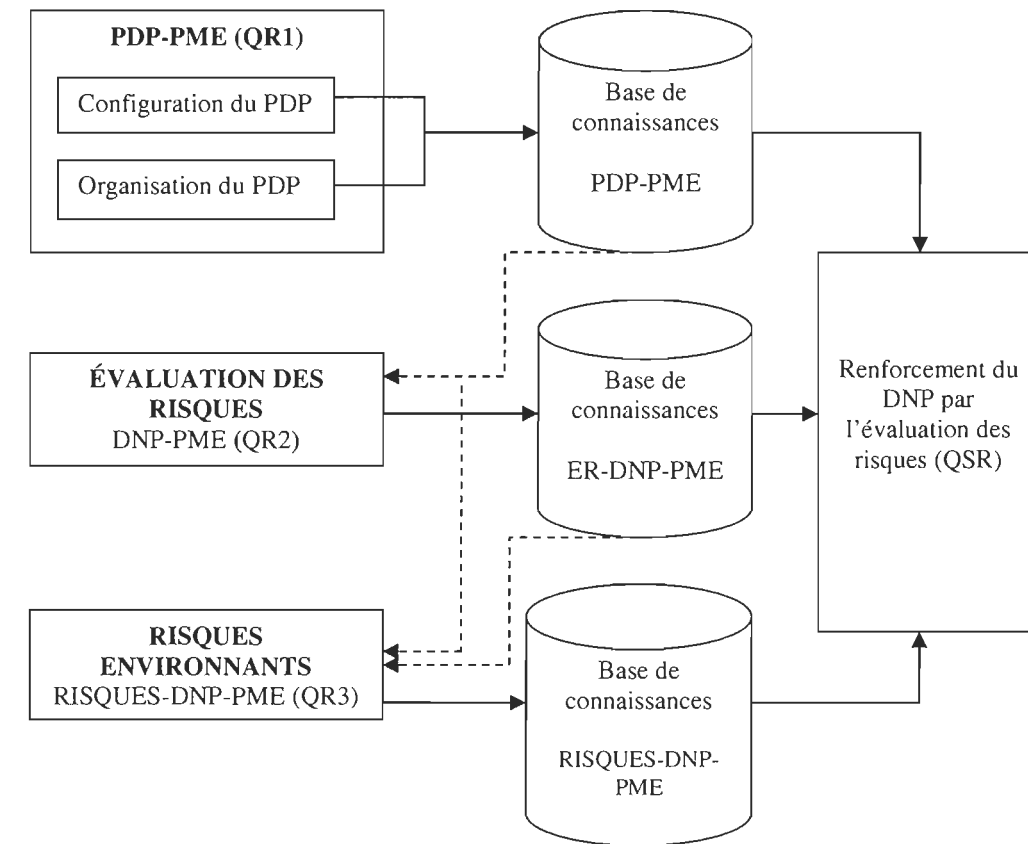 PDP-PME (QR1)
Configuration du PDP
Organisation du PDP
Base de
connaissances
PDP-PME
ÉVALUATION DES
RISQUES
DNP-PME (QR2)
Base de
connaissances
ER-DNP-PME
Renforcement du
DNP par
l'évaluation des
risques (QSR)
RISQUES
ENVIRONNANTS
RISQUES-DNP-PME (QR3)
Base de
connaissances
RISQUES-DNP-
PME